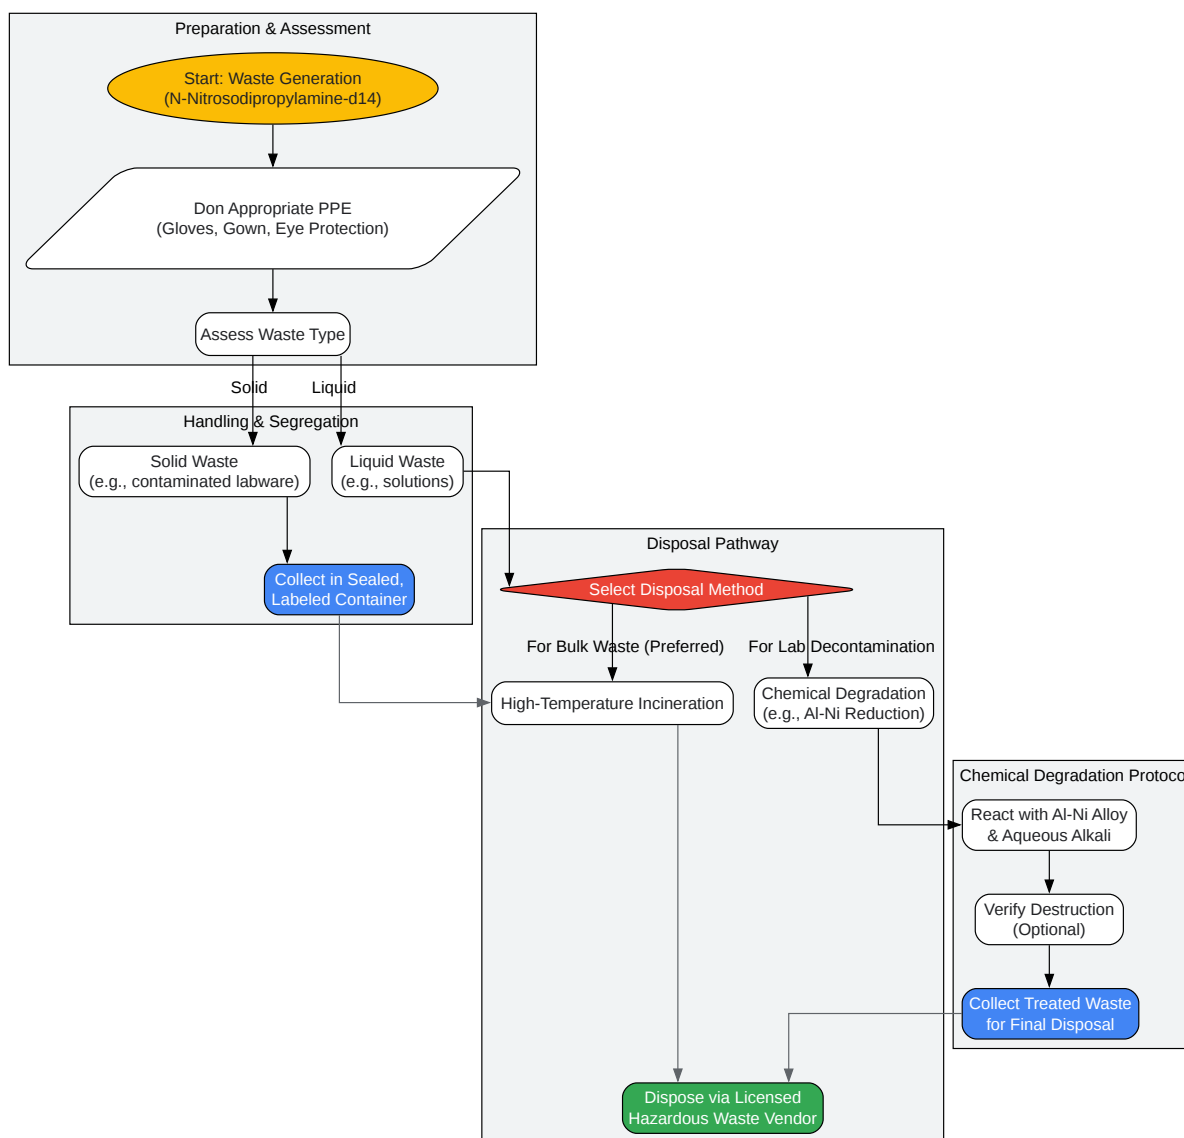 Preparation & Assessment
Start: Waste Generation
(N-Nitrosodipropylamine-d14)
Don Appropriate PPE
(Gloves, Gown, Eye Protection)
Assess Waste Type
Solid
Liquid
Handling & Segregation
Solid Waste
(e.g., contaminated labware)
Liquid Waste
(e.g., solutions)
Collect in Sealed,
Labeled Container
Disposal Pathway
Select Disposal Method
For Bulk Waste (Preferred)
For Lab Decontamination
High-Temperature Incineration
Chemical Degradation
(e.g., Al-Ni Reduction)
Chemical Degradation Protoco
React with Al-Ni Alloy
& Aqueous Alkali
Verify Destruction
(Optional)
Collect Treated Waste
for Final Disposal
Dispose via Licensed
Hazardous Waste Vendor